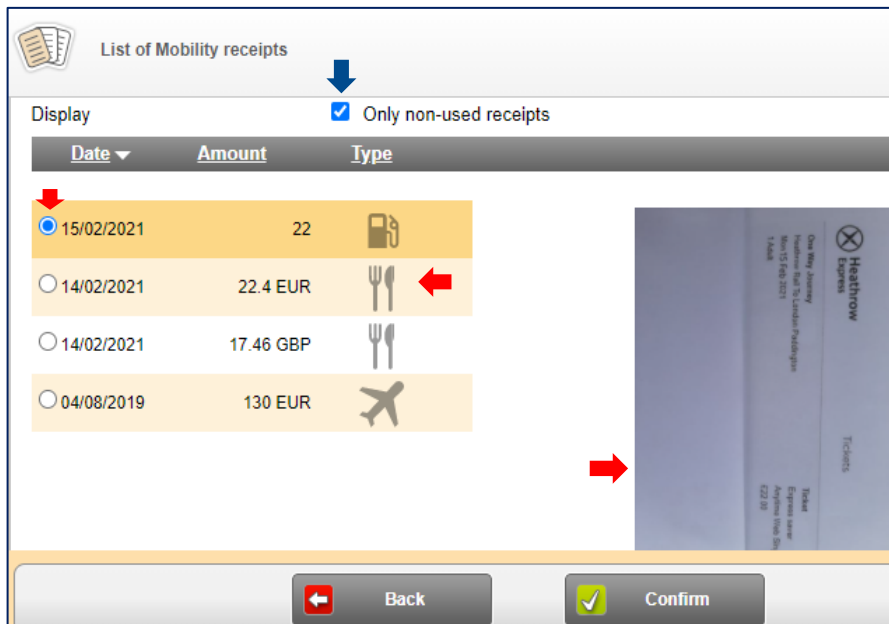 List of Mobility receipts
Display Only non-used receipts
Date Amount Type
15/02/2021 22
14/02/2021 22.4 EUR
14/02/2021 17.46 GBP
04/08/2019 130 EUR
Heathrow
Express
Tickets
One Way Journey
Heathrow Rail To London Paddington
Mon 15 Feb 2021
1 Adult
Ticket
Express saver
Anytime Web
£22.00
Back Confirm